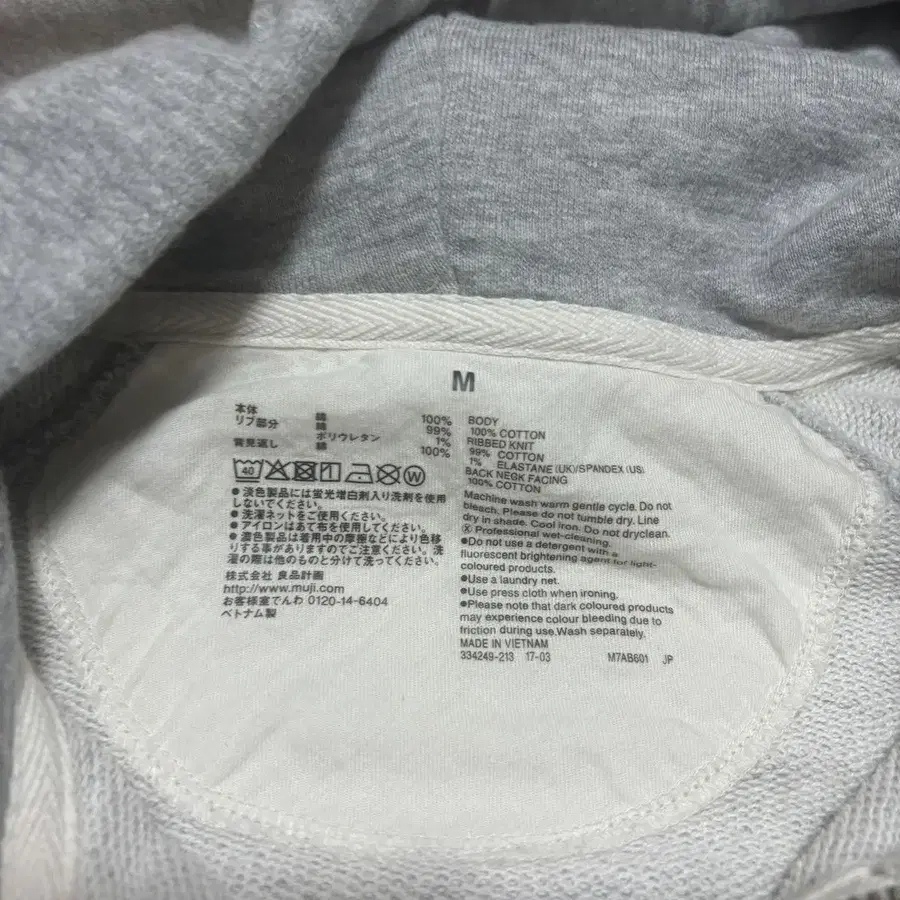 M
本体 綿 100%
リブ部分 綿 99%
ポリウレタン 1%
背見返し 綿 100%
40 W
●淡色製品には蛍光増白剤入り洗剤を使用
しないでください。
●洗濯ネットをご使用ください。
●アイロンはあて布を使用してください。
●濃色製品は着用中の摩擦などにより色移
りする事がありますのでご注意ください。洗
濯の際は他のものと分けて洗ってください。
株式会社 良品計画
http://www.muji.com
お客様室でんわ 0120-14-6404
ベトナム製
BODY
100% COTTON
RIBBED KNIT
99% COTTON
1% ELASTANE (UK)/SPANDEX (US)
BACK NECK FACING
100% COTTON
Machine wash warm gentle cycle. Do not
bleach. Please do not tumble dry. Line
dry in shade. Cool iron. Do not dryclean.
Professional wet-cleaning.
●Do not use a detergent with a
fluorescent brightening agent for light-
coloured products.
●Use a laundry net.
●Use press cloth when ironing.
●Please note that dark coloured products
may experience colour bleeding due to
friction during use.Wash separately.
MADE IN VIETNAM
334249-213 17-03 M7AB601 JP